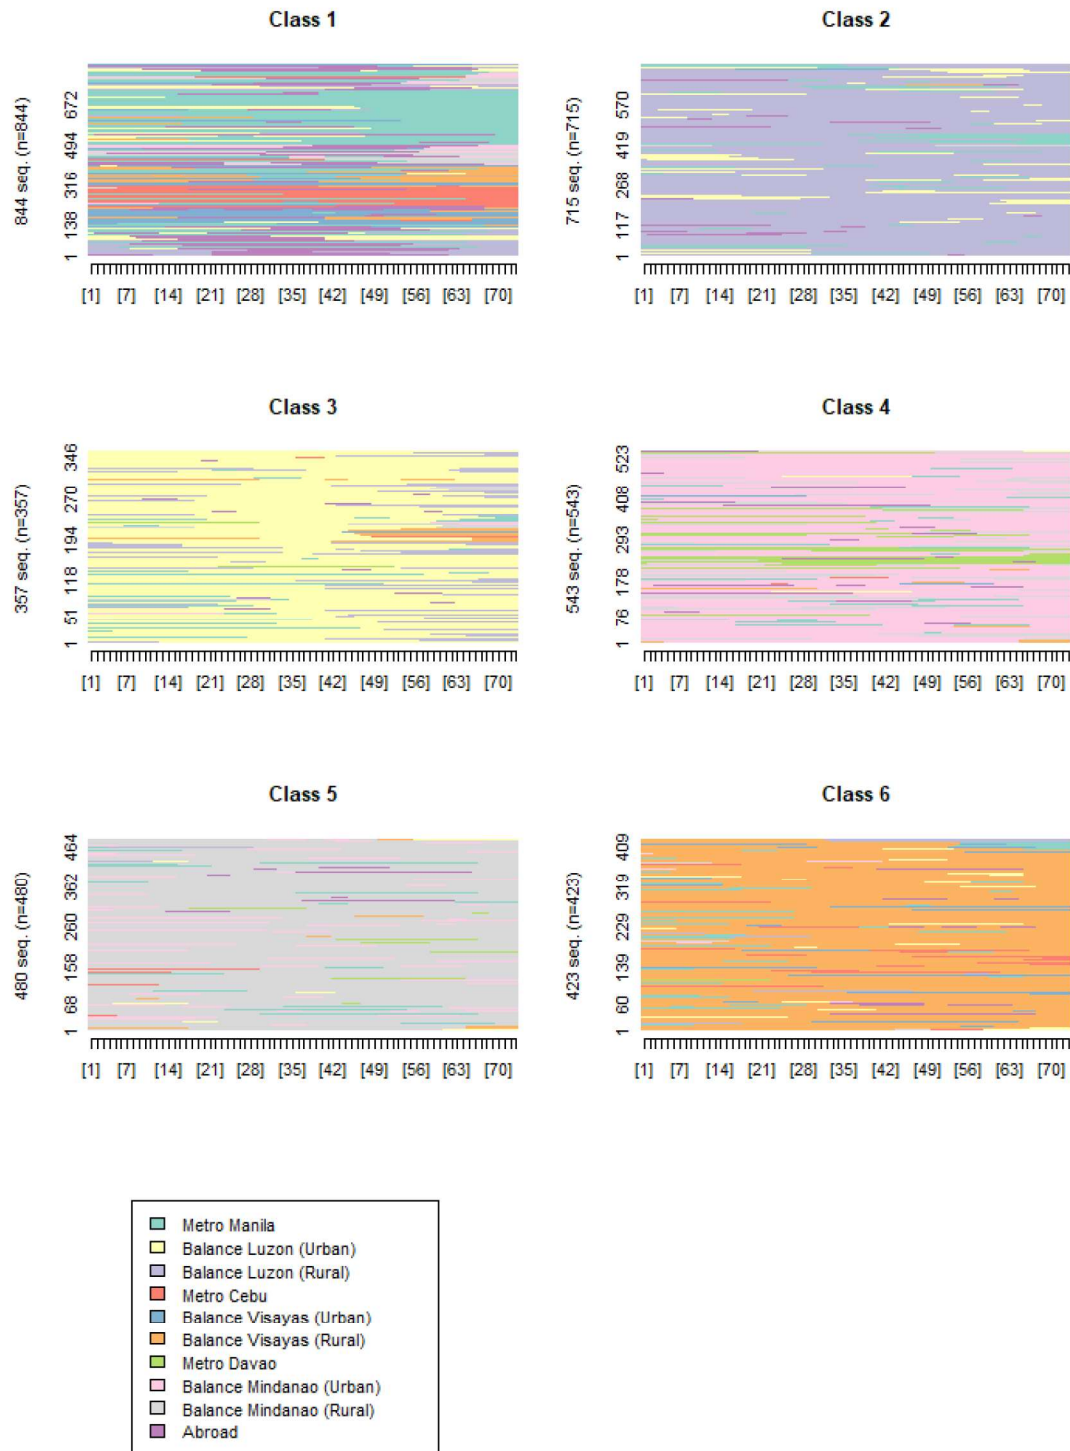 Class 1
844 seq. (n=844)
672
494
316
138
1
[1] [7] [14] [21] [28] [35] [42] [49] [56] [63] [70]
Class 2
715 seq. (n=715)
570
419
268
117
1
[1] [7] [14] [21] [28] [35] [42] [49] [56] [63] [70]
Class 3
357 seq. (n=357)
346
270
194
118
51
1
[1] [7] [14] [21] [28] [35] [42] [49] [56] [63] [70]
Class 4
543 seq. (n=543)
523
408
293
178
76
1
[1] [7] [14] [21] [28] [35] [42] [49] [56] [63] [70]
Class 5
480 seq. (n=480)
464
362
260
158
68
1
[1] [7] [14] [21] [28] [35] [42] [49] [56] [63] [70]
Class 6
423 seq. (n=423)
409
319
229
139
60
1
[1] [7] [14] [21] [28] [35] [42] [49] [56] [63] [70]
Metro Manila
Balance Luzon (Urban)
Balance Luzon (Rural)
Metro Cebu
Balance Visayas (Urban)
Balance Visayas (Rural)
Metro Davao
Balance Mindanao (Urban)
Balance Mindanao (Rural)
Abroad